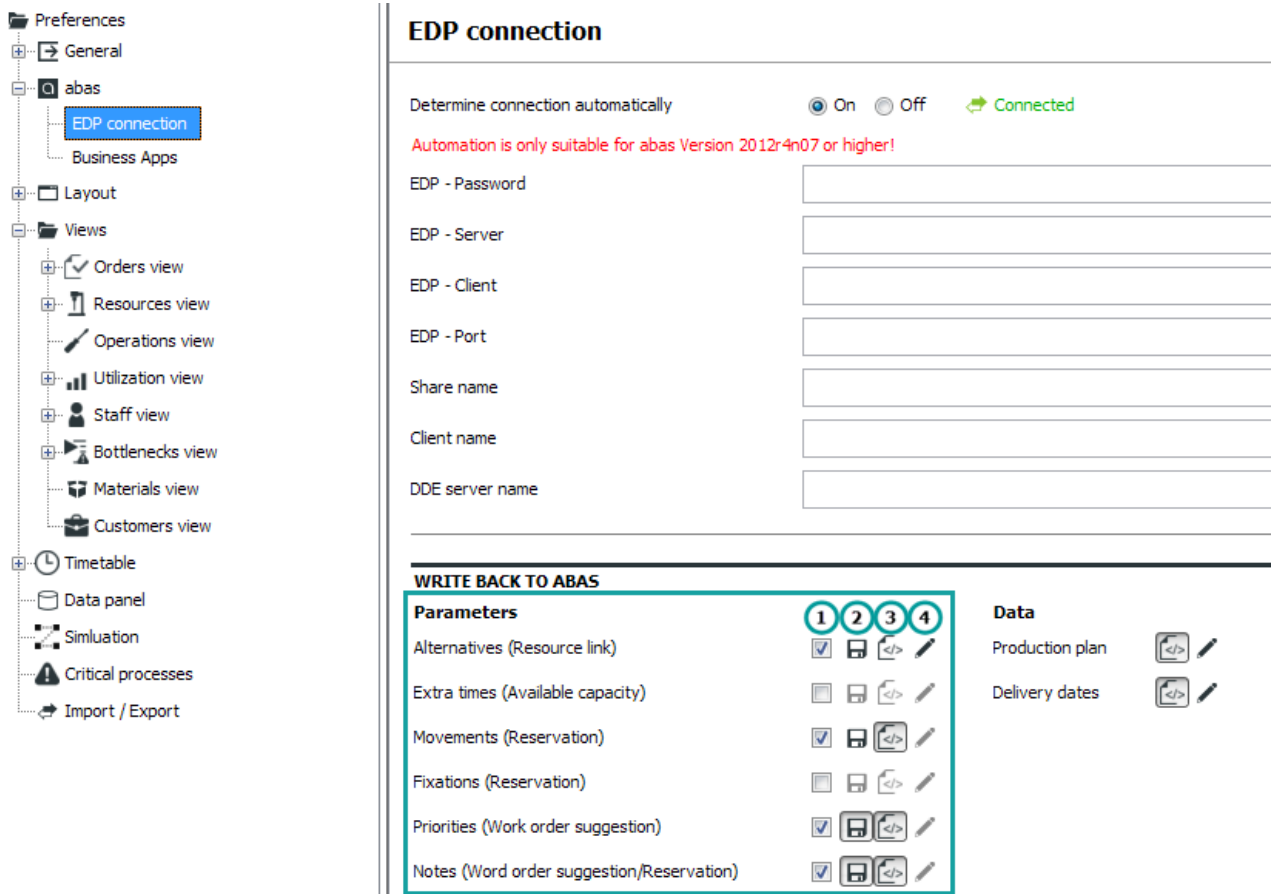 Preferences
General
abas
EDP connection
Business Apps
Layout
Views
Orders view
Resources view
Operations view
Utilization view
Staff view
Bottlenecks view
Materials view
Customers view
Timetable
Data panel
Simluation
Critical processes
Import / Export
EDP connection
Determine connection automatically On Off Connected
Automation is only suitable for abas Version 2012r4n07 or higher!
EDP - Password
EDP - Server
EDP - Client
EDP - Port
Share name
Client name
DDE server name
WRITE BACK TO ABAS
Parameters 1 2 3 4
Alternatives (Resource link)
Extra times (Available capacity)
Movements (Reservation)
Fixations (Reservation)
Priorities (Work order suggestion)
Notes (Word order suggestion/Reservation)
Data
Production plan
Delivery dates